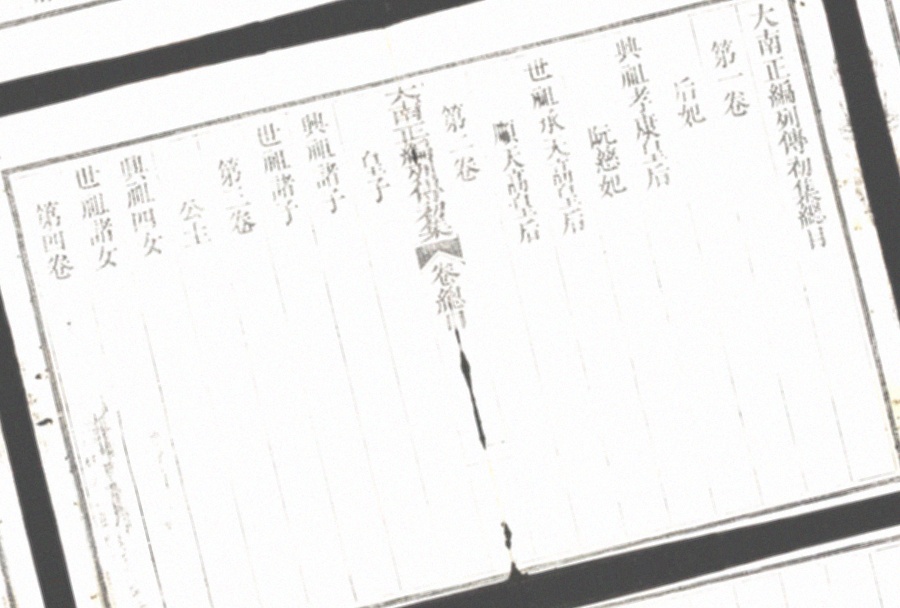 大南正編列傳初集總目
第一卷
后妃
興祖孝康皇后
阮慈妃
世祖承天高皇后
順天高皇后
第二卷
大南正編列傳初集 卷總目
皇子
興祖諸子
世祖諸子
第三卷
公主
興祖四女
世祖諸女
第四卷